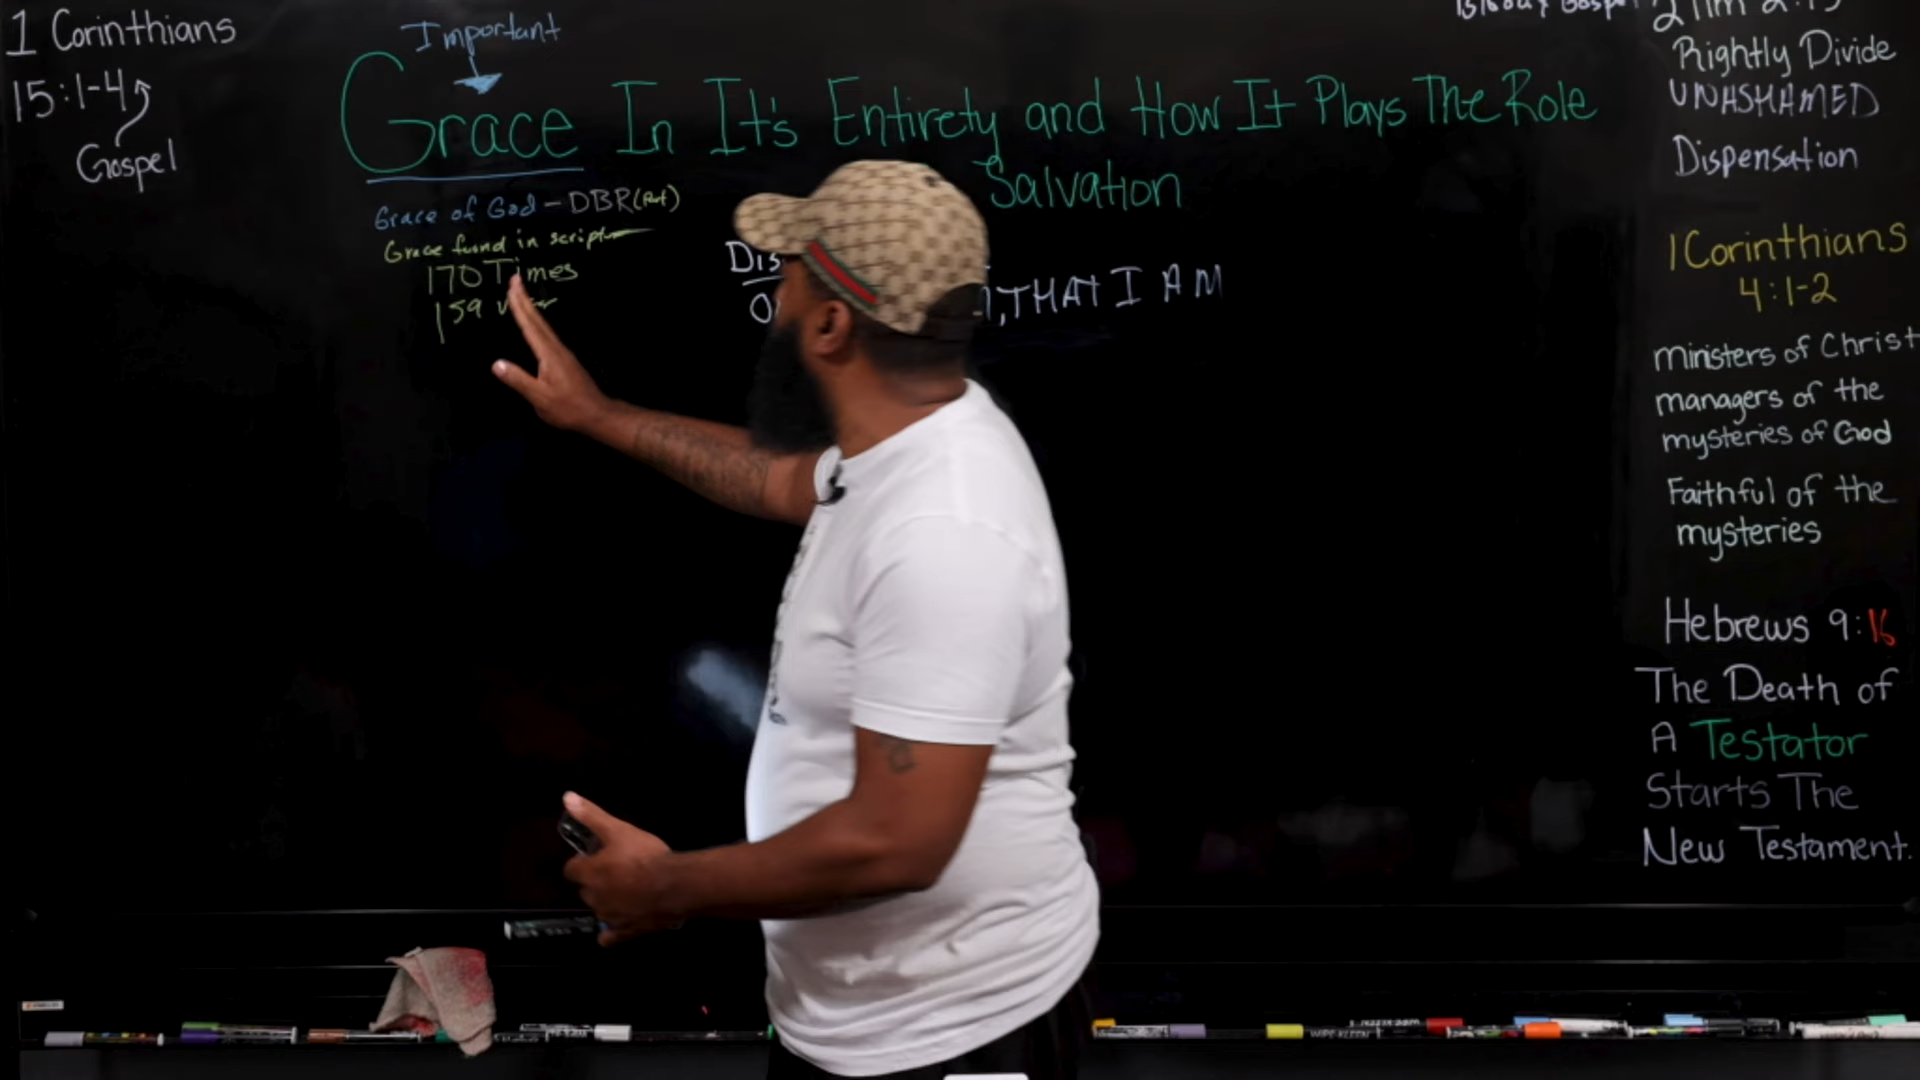 1 Corinthians
15:1-4
Gospel
Important
Grace In It's Entirety and How It Plays The Role
Salvation
Grace of God - DBR
Grace found in
170 Times
159
THAT I AM
2 Tim 2:15
Rightly Divide
UNASHAMED
Dispensation
1 Corinthians
4:1-2
ministers of Christ
managers of the
mysteries of God
Faithful of the
mysteries
Hebrews 9:16
The Death of
A Testator
Starts The
New Testament.